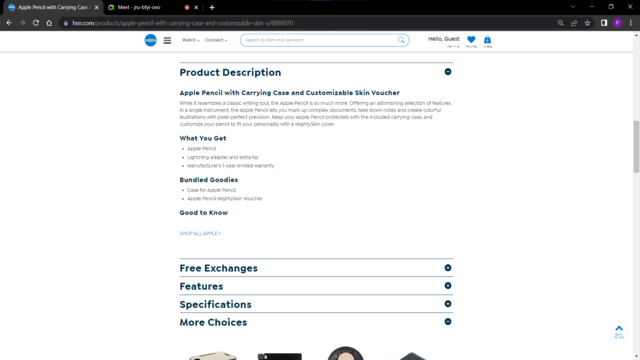 Apple Pencil with Carrying Case
Meet - jru-bfyi-ovo
hsn.com/products/apple-pencil-with-carrying-case-and-customizable-skin-v/8890070
P
HSN
Watch
Connect
Search by item # or keyword
Hello, Guest
Product Description
Apple Pencil with Carrying Case and Customizable Skin Voucher
While it resembles a classic writing tool, the Apple Pencil is so much more. Offering an astonishing selection of features
in a single instrument, the Apple Pencil lets you mark up complex documents, take down notes and create colorful
illustrations with pixel-perfect precision. Keep your Apple Pencil protected with the included carrying case, and
customize your pencil to fit your personality with a MightySkin cover.
What You Get
• Apple Pencil
• Lightning adapter and extra tip
• Manufacturer's 1-year limited warranty
Bundled Goodies
• Case for Apple Pencil
• Apple Pencil MightySkin Voucher
Good to Know
SHOP ALL APPLE >
Free Exchanges
Features
Specifications
More Choices
BACK
TO TOP